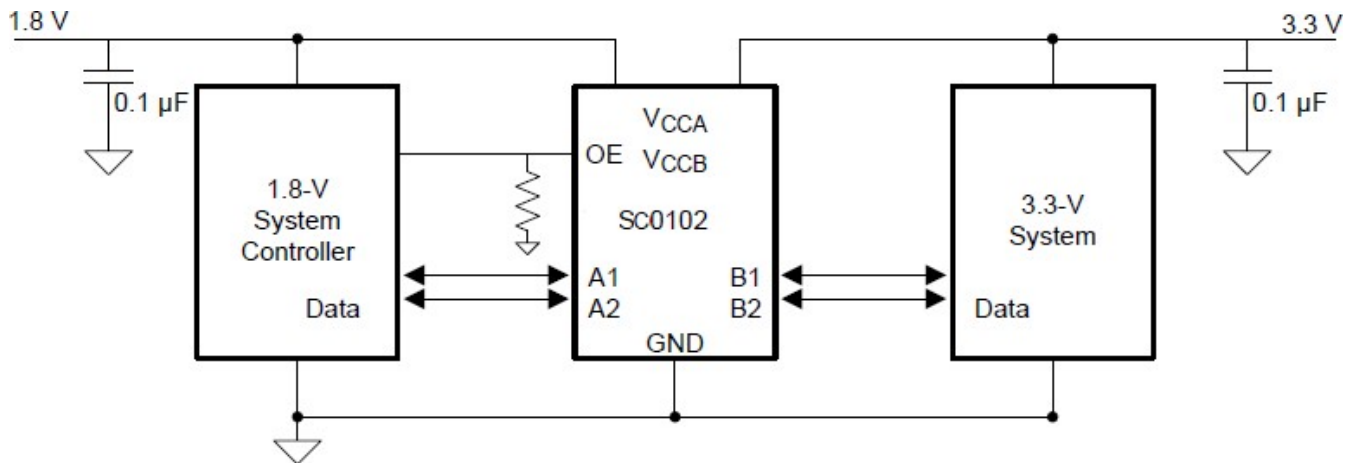 1.8 V
3.3 V
0.1 µF
0.1 µF
VCCA
OE
VCCB
1.8-V
System
Controller
SC0102
3.3-V
System
A1
B1
Data
A2
B2
Data
GND